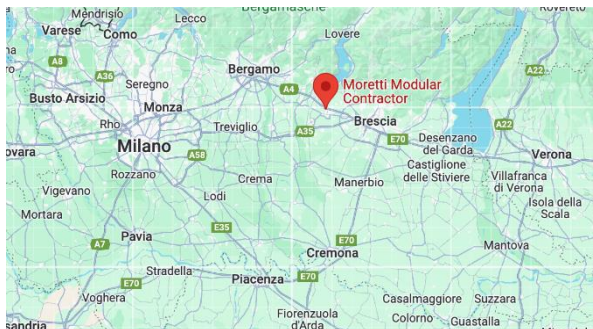 Mendrisio
Lecco
Bergamasche
Rovereto
Varese
Como
Lovere
A8
A36
Seregno
Bergamo
A4
Moretti Modular
Contractor
A22
Busto Arsizio
Monza
Rho
Treviglio
A35
Brescia
E70
Desenzano
del Garda
A22
ovara
Milano
A58
Verona
Rozzano
Crema
Castiglione
delle Stiviere
Villafranca
di Verona
Vigevano
Lodi
Manerbio
Isola della
Scala
Mortara
A7
Pavia
E35
E70
Cremona
Mantova
E70
Stradella
Piacenza
E70
Voghera
Casalmaggiore
Suzzara
sandria
Fiorenzuola
d'Arda
Colorno
Guastalla